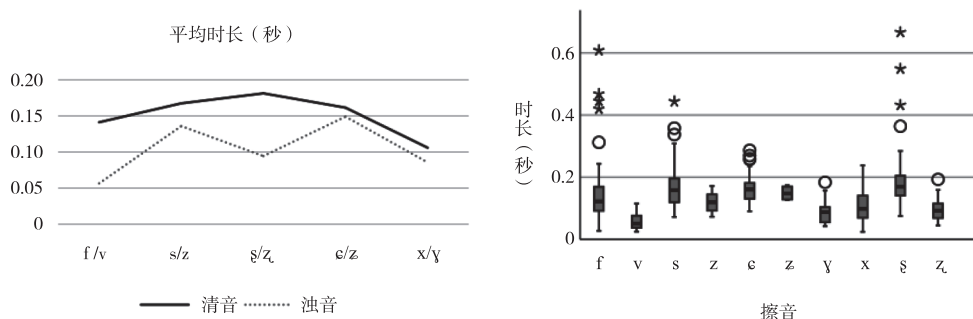 平均时长（秒）
0.20
0.15
0.10
0.05
0
f/v
s/z
ʂ/ʐ
ɕ/ʑ
x/ɣ
清音
浊音
时长（秒）
0.6
0.4
0.2
0
f
v
s
z
ɕ
ʑ
ɣ
x
ʂ
ʐ
擦音